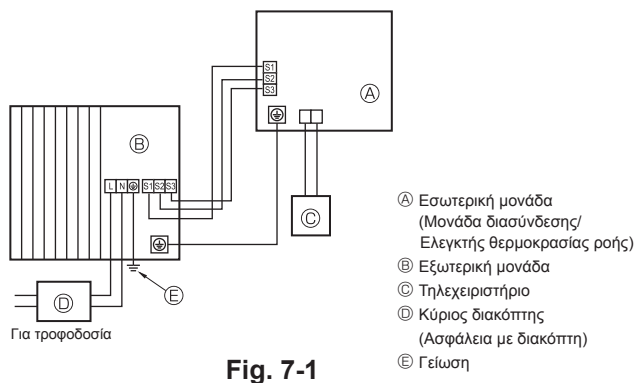 S1
S2
S3
Ⓐ
Ⓑ
L N S1 S2 S3
Ⓒ
Ⓓ
Ⓔ
Για τροφοδοσία
Ⓐ Εσωτερική μονάδα
(Μονάδα διασύνδεσης/
Ελεγκτής θερμοκρασίας ροής)
Ⓑ Εξωτερική μονάδα
Ⓒ Τηλεχειριστήριο
Ⓓ Κύριος διακόπτης
(Ασφάλεια με διακόπτη)
Ⓔ Γείωση
Fig. 7-1